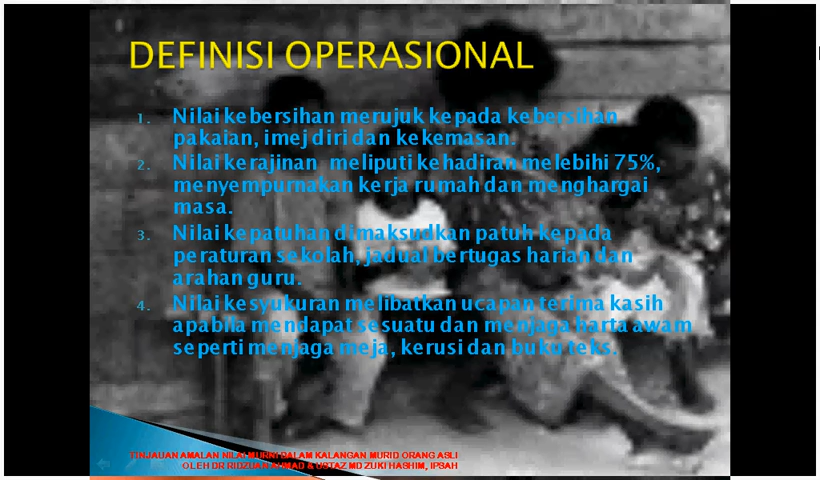 DEFINISI OPERASIONAL
1. Nilai kebersihan merujuk kepada kebersihan
pakaian, imej diri dan kekemasan.
2. Nilai kerajinan meliputi kehadiran melebihi 75%,
menyempurnakan kerja rumah dan menghargai
masa.
3. Nilai kepatuhan dimaksudkan patuh kepada
peraturan sekolah, jadual bertugas harian dan
arahan guru.
4. Nilai kesyukuran melibatkan ucapan terima kasih
apabila mendapat sesuatu dan menjaga harta awam
seperti menjaga meja, kerusi dan buku teks.
TINJAUAN AMALAN NILAI MURNI DALAM KALANGAN MURID ORANG ASLI
OLEH DR RIDZUAN AHMAD & USTAZ MD ZUKI HASHIM, IPSAH